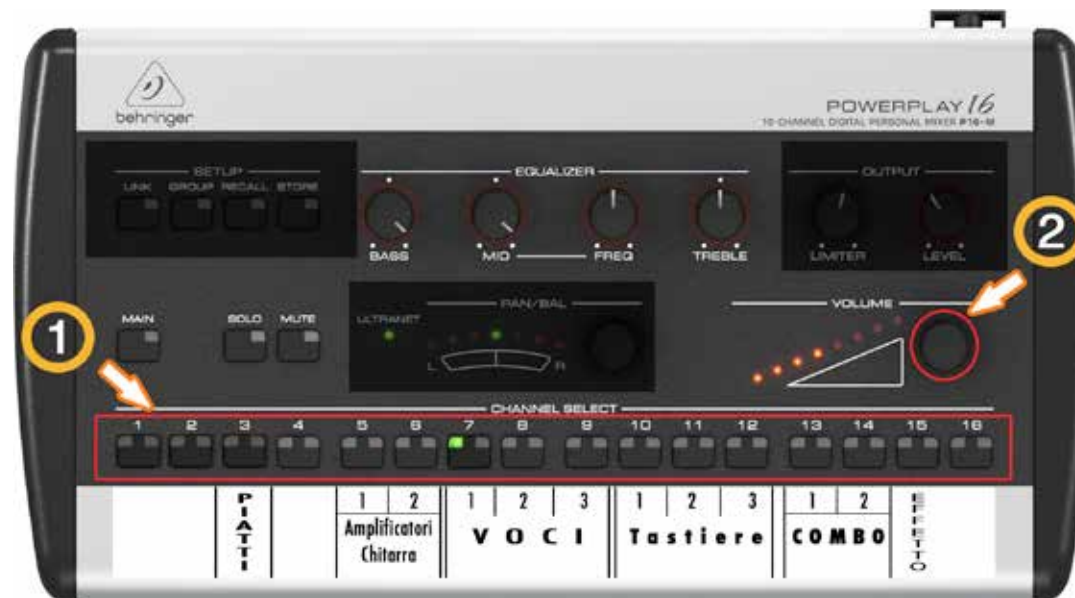 behringer
POWERPLAY 16
16-CHANNEL DIGITAL PERSONAL MIXER P16-M
SETUP
LINK GROUP RECALL STORE
EQUALIZER
BASS MID FREQ TREBLE
OUTPUT
LIMITER LEVEL
2
1
MAIN SOLO MUTE
ULTRANET
PAN/BAL
L R
VOLUME
CHANNEL SELECT
1 2 3 4 5 6 7 8 9 10 11 12 13 14 15 16
PIATTI
1 2
Amplificatori
Chitarra
1 2 3
VOCI
1 2 3
Tastiere
1 2
COMBO
EFFETTO